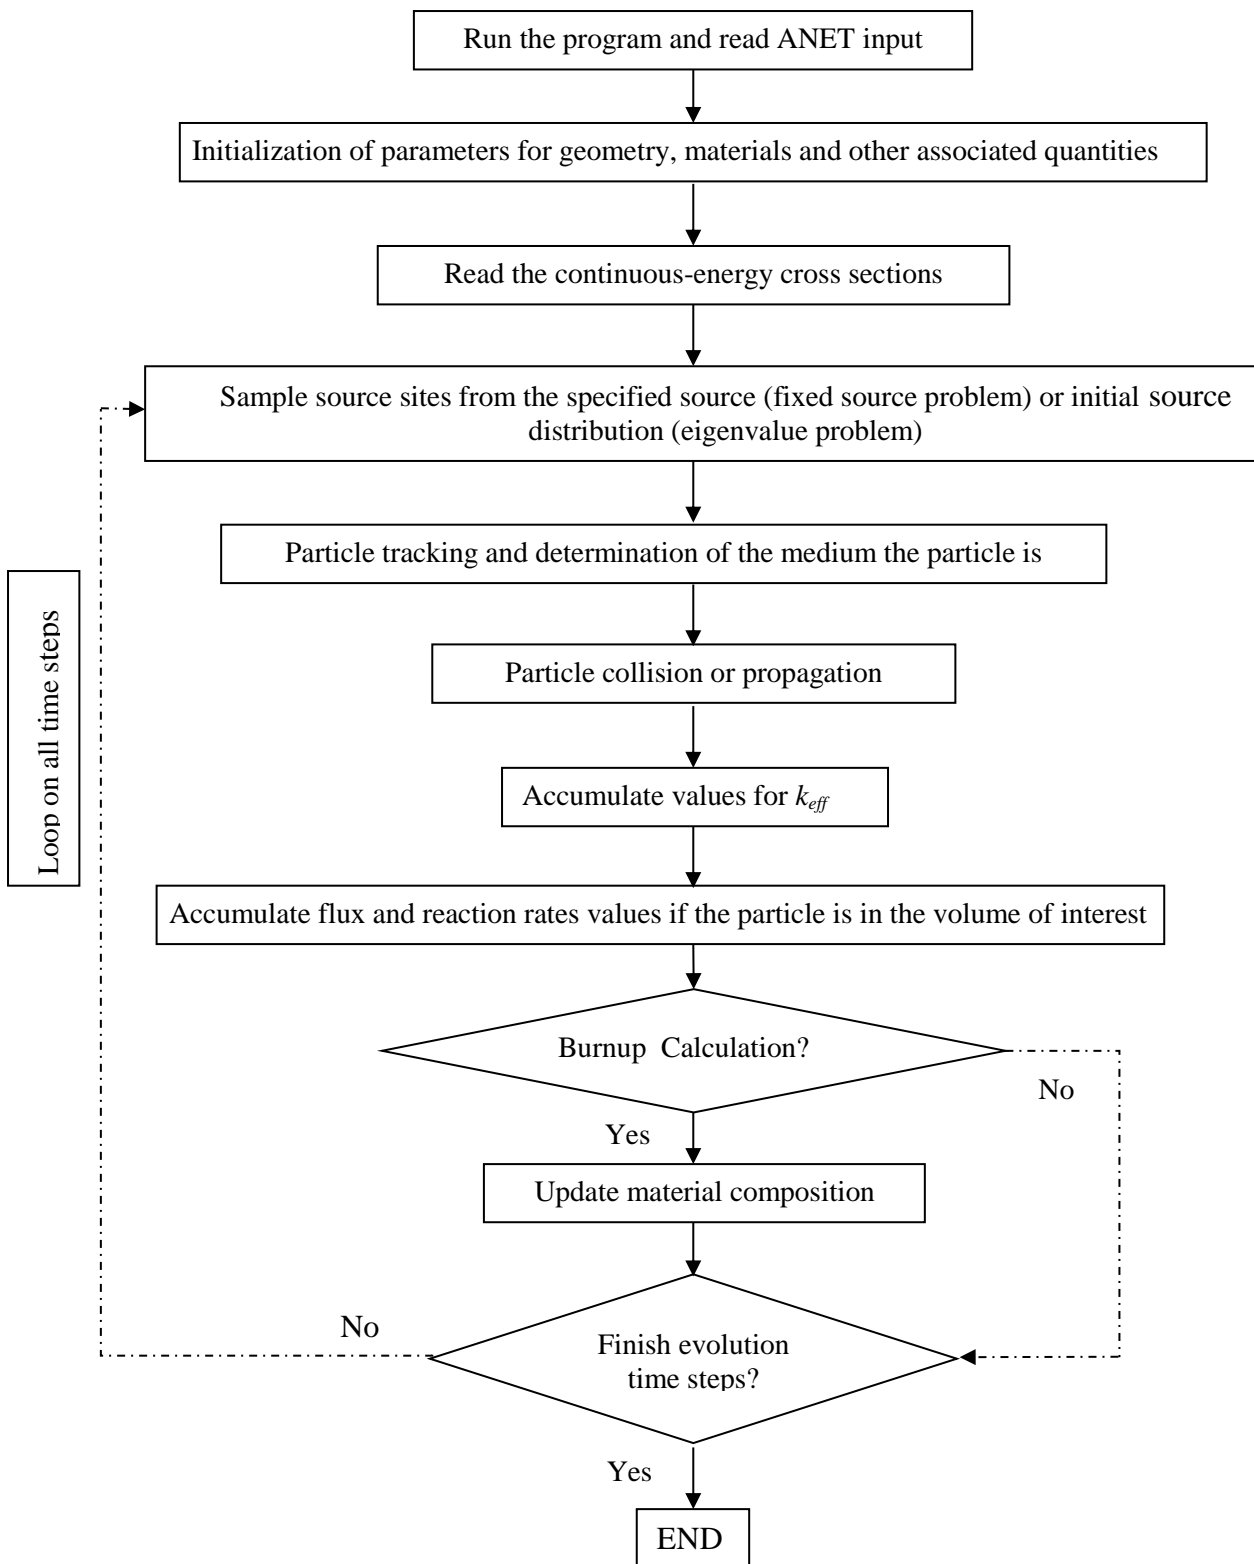 Run the program and read ANET input
Initialization of parameters for geometry, materials and other associated quantities
Read the continuous-energy cross sections
Sample source sites from the specified source (fixed source problem) or initial source
distribution (eigenvalue problem)
Particle tracking and determination of the medium the particle is
Loop on all time steps
Particle collision or propagation
Accumulate values for k_eff
Accumulate flux and reaction rates values if the particle is in the volume of interest
Burnup Calculation?
No
Yes
Update material composition
No
Finish evolution
time steps?
Yes
END